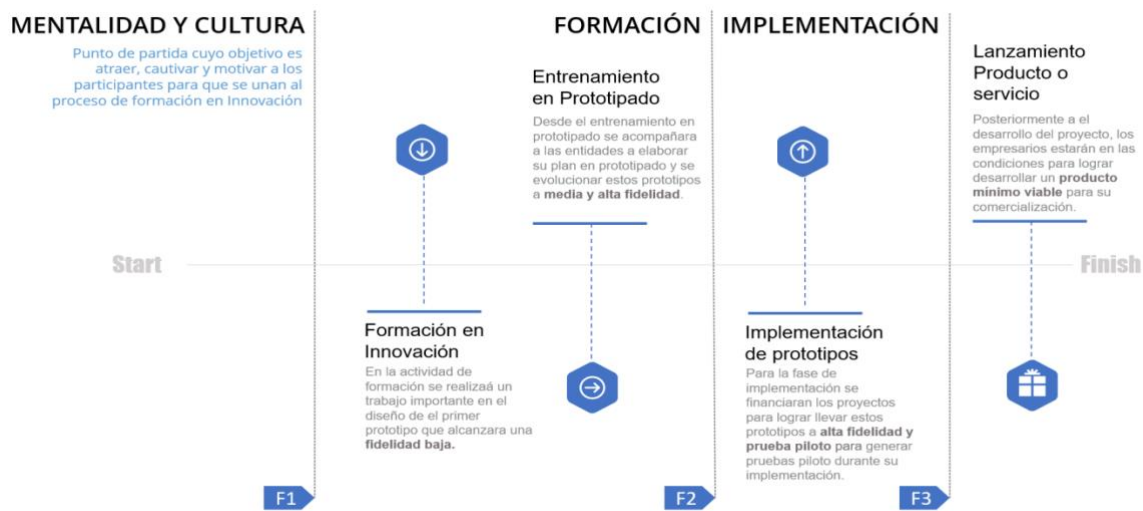 MENTALIDAD Y CULTURA
Punto de partida cuyo objetivo es
atraer, cautivar y motivar a los
participantes para que se unan al
proceso de formación en Innovación
FORMACIÓN
IMPLEMENTACIÓN
Entrenamiento
en Prototipado
Desde el entrenamiento en
prototipado se acompañara
a las entidades a elaborar
su plan en prototipado y se
evolucionar estos prototipos
a media y alta fidelidad.
Lanzamiento
Producto o
servicio
Posteriormente a el
desarrollo del proyecto, los
empresarios estarán en las
condiciones para lograr
desarrollar un producto
mínimo viable para su
comercialización.
Start
Finish
Formación en
Innovación
En la actividad de
formación se realizaá un
trabajo importante en el
diseño de el primer
prototipo que alcanzara una
fidelidad baja.
Implementación
de prototipos
Para la fase de
implementación se
financiaran los proyectos
para lograr llevar estos
prototipos a alta fidelidad y
prueba piloto para generar
pruebas piloto durante su
implementación.
F1
F2
F3